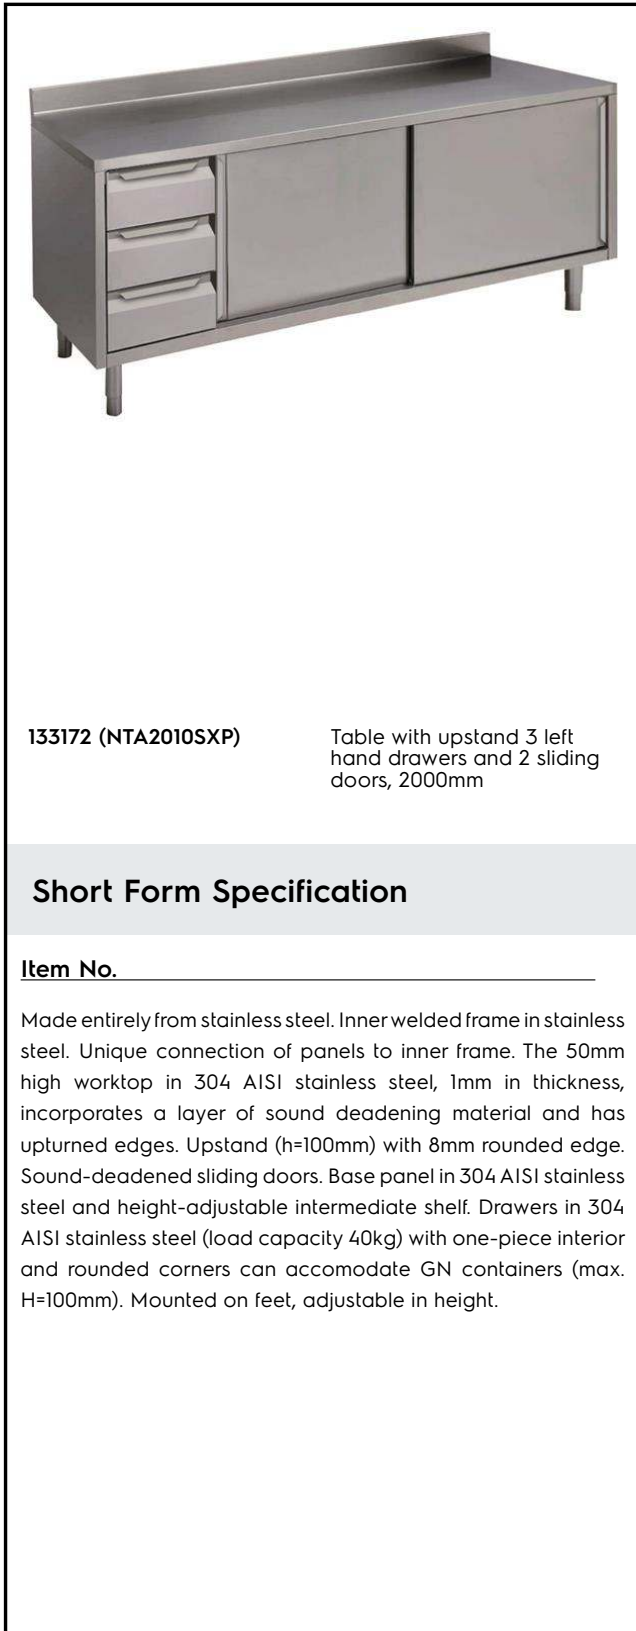 133172 (NTA2010SXP)
Table with upstand 3 left
hand drawers and 2 sliding
doors, 2000mm
Short Form Specification
Item No.
Made entirely from stainless steel. Inner welded frame in stainless
steel. Unique connection of panels to inner frame. The 50mm
high worktop in 304 AISI stainless steel, 1mm in thickness,
incorporates a layer of sound deadening material and has
upturned edges. Upstand (h=100mm) with 8mm rounded edge.
Sound-deadened sliding doors. Base panel in 304 AISI stainless
steel and height-adjustable intermediate shelf. Drawers in 304
AISI stainless steel (load capacity 40kg) with one-piece interior
and rounded corners can accomodate GN containers (max.
H=100mm). Mounted on feet, adjustable in height.